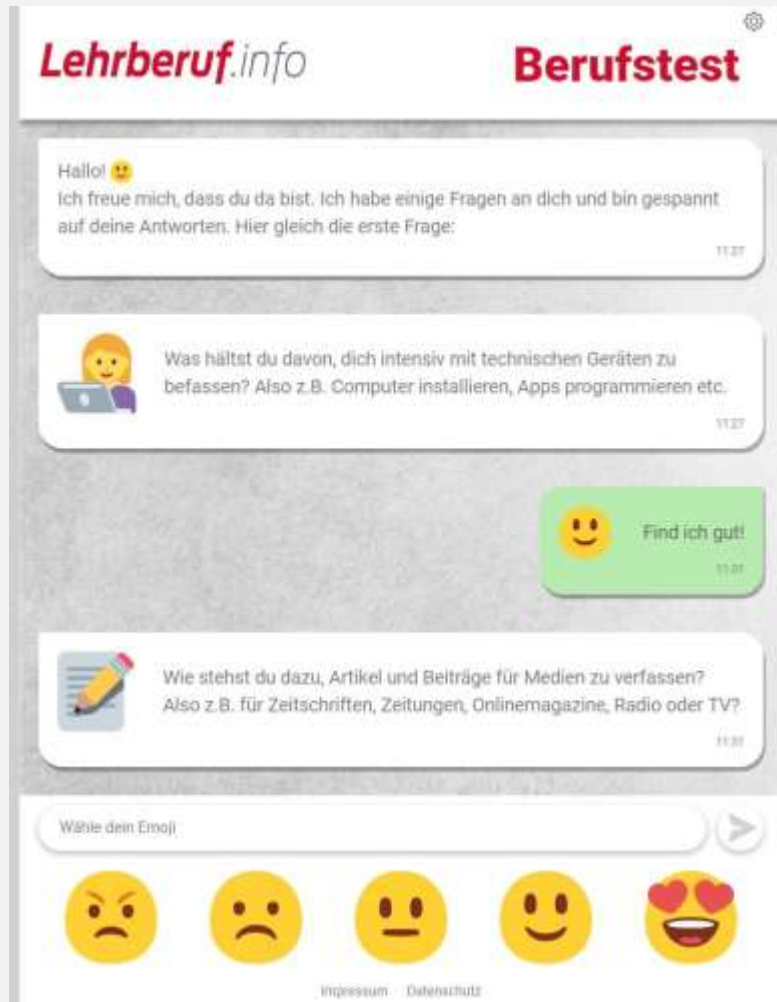 Lehrberuf.info
Berufstest
Hallo! 🙂
Ich freue mich, dass du da bist. Ich habe einige Fragen an dich und bin gespannt
auf deine Antworten. Hier gleich die erste Frage:
11:27
Was hältst du davon, dich intensiv mit technischen Geräten zu
befassen? Also z.B. Computer installieren, Apps programmieren etc.
11:27
Find ich gut!
11:31
Wie stehst du dazu, Artikel und Beiträge für Medien zu verfassen?
Also z.B. für Zeitschriften, Zeitungen, Onlinemagazine, Radio oder TV?
11:31
Wähle dein Emoji
Impressum Datenschutz